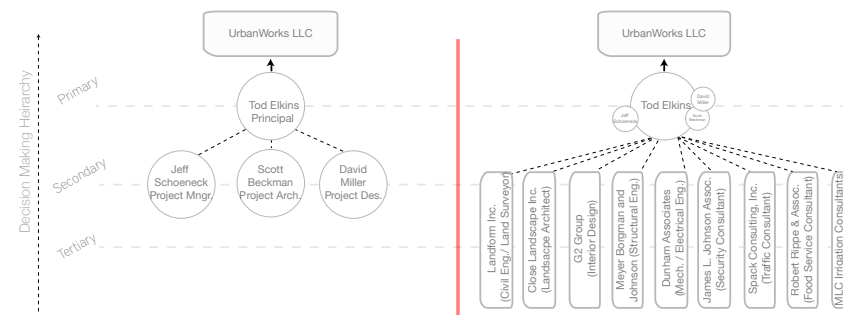 UrbanWorks LLC
UrbanWorks LLC
Decision Making Heirarchy
Primary
Tod Elkins
Principal
Tod Elkins
David
Miller
Jeff
Schoeneck
Scott
Beckman
Secondary
Jeff
Schoeneck
Project Mngr.
Scott
Beckman
Project Arch.
David
Miller
Project Des.
Tertiary
Landform Inc.
(Civil Eng./ Land Surveyor)
Close Landscape Inc.
(Landsacpe Architect)
G2 Group
(Interior Design)
Meyer Borgman and
Johnson (Structural Eng.)
Dunham Associates
(Mech. / Electrical Eng.)
James L. Johnson Assoc.
(Security Consultant)
Spack Consulting, Inc.
(Traffic Consultant)
Robert Rippe & Assoc.
(Food Service Consultant)
(MLC Irrigation Consultants)